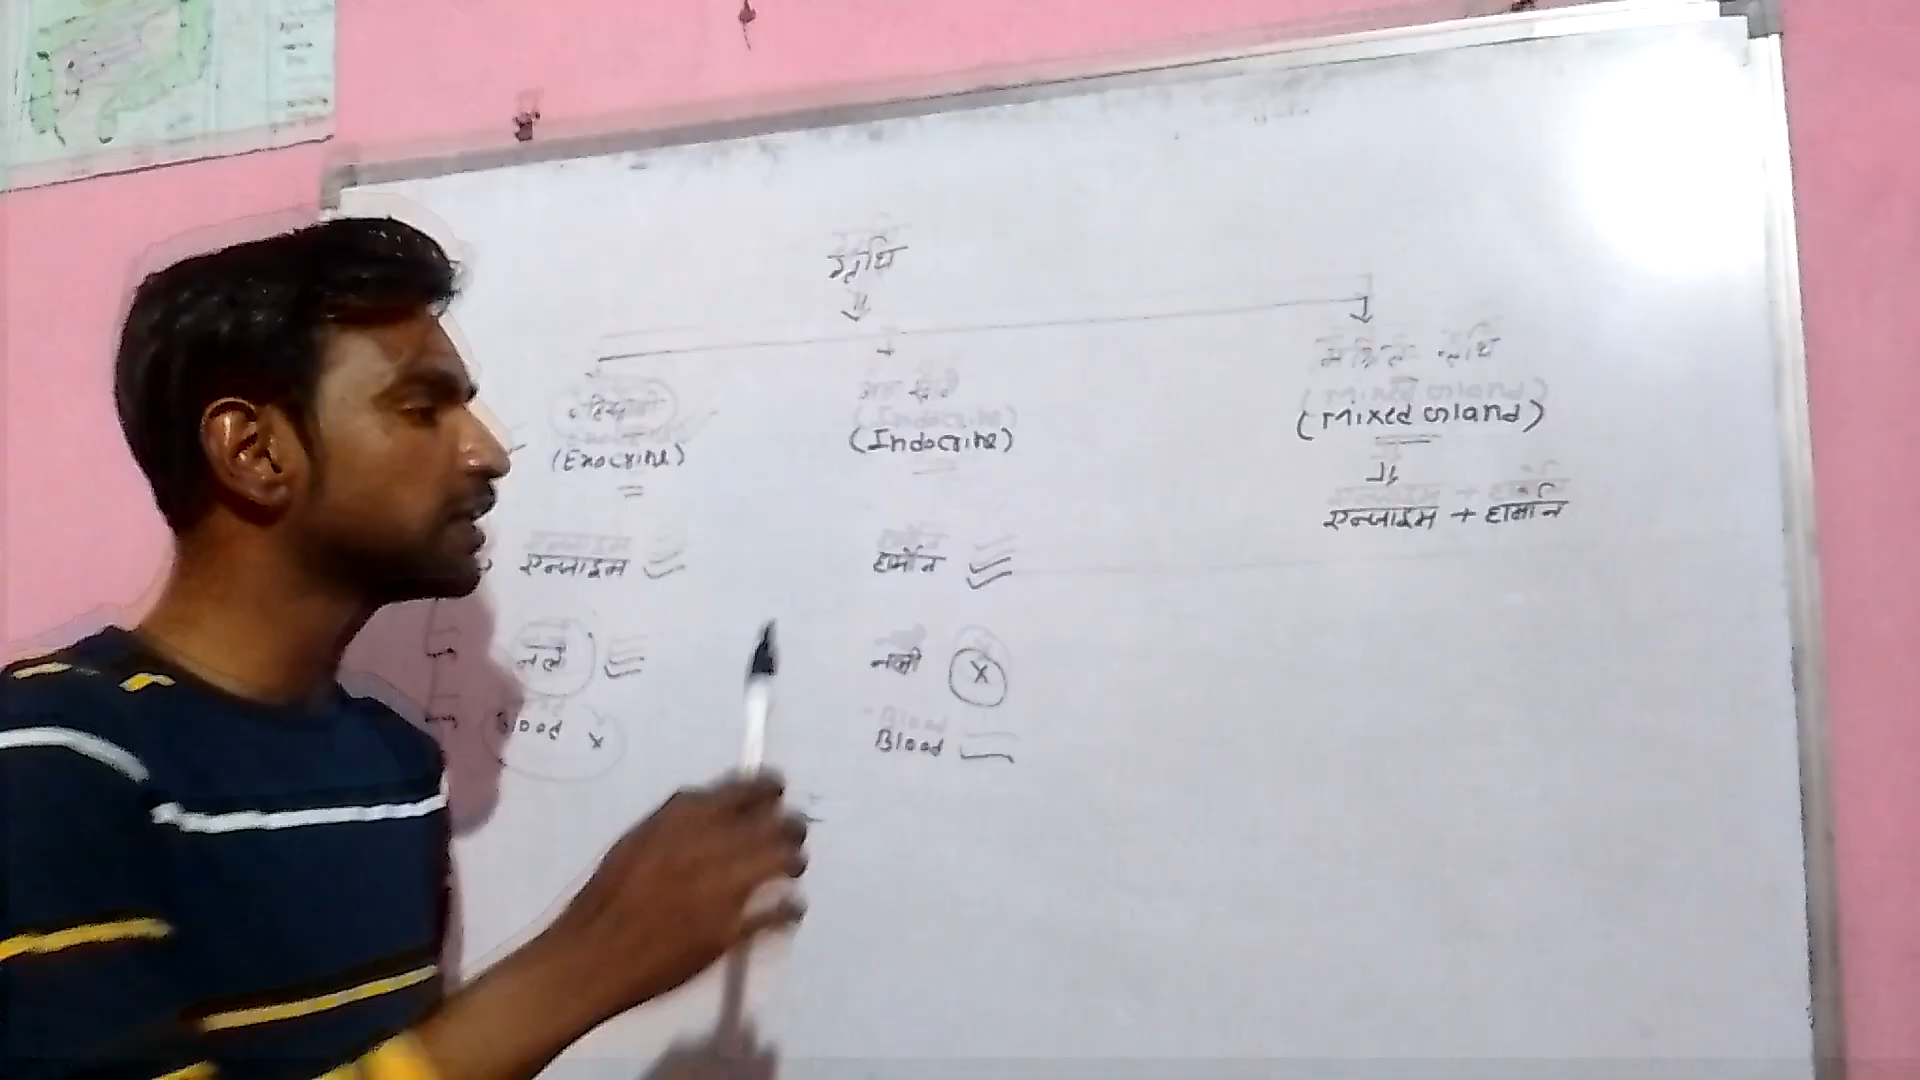 ग्रंथि
मिश्रित ग्रंथि
(Exocrine) (Indocrine) (Mixed Gland)
एन्जाइम + हार्मोन
एन्जाइम हार्मोन
नली नली X
Blood X Blood